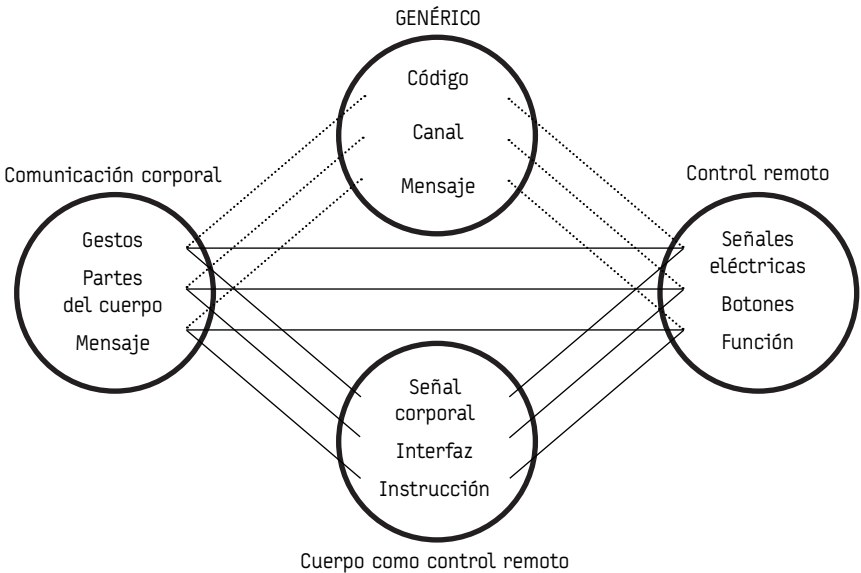 GENÉRICO
Código
Canal
Mensaje
Comunicación corporal
Gestos
Partes
del cuerpo
Mensaje
Control remoto
Señales
eléctricas
Botones
Función
Señal
corporal
Interfaz
Instrucción
Cuerpo como control remoto